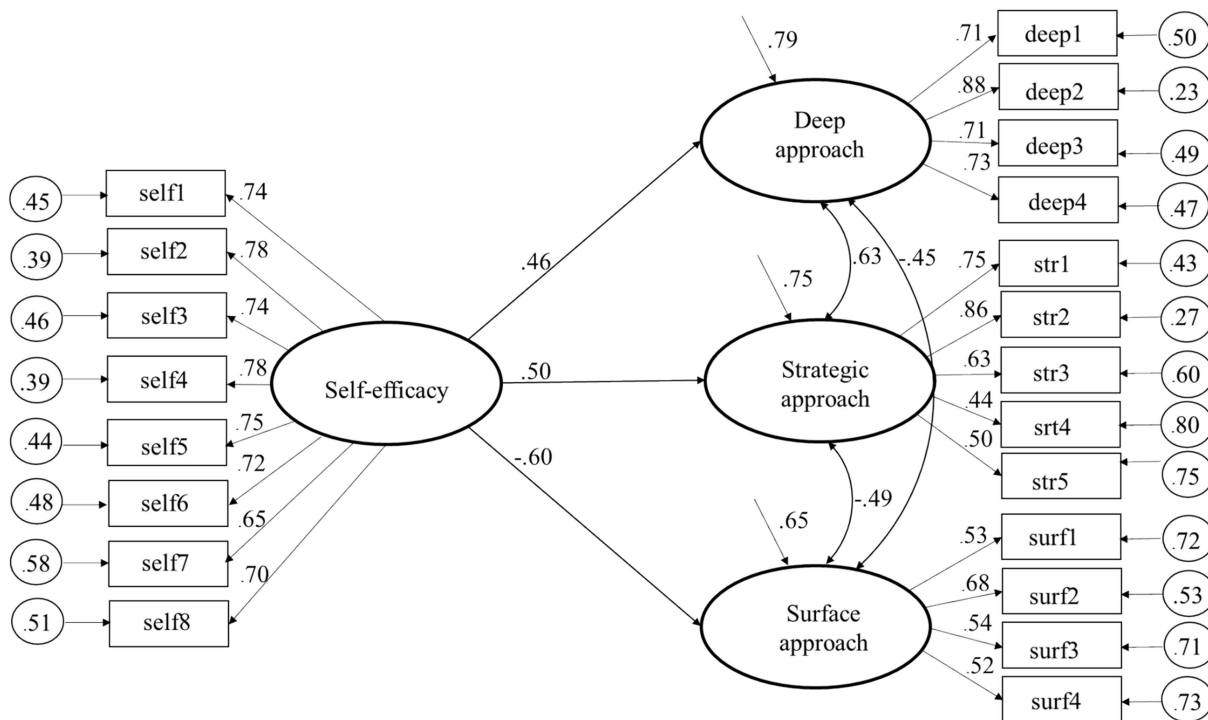 .45
self1
.74
.39
self2
.78
.46
self3
.74
.39
self4
.78
.44
self5
.75
.48
self6
.72
.58
self7
.65
.51
self8
.70
Self-efficacy
.46
.50
-.60
.79
Deep
approach
.71
deep1
.50
.88
deep2
.23
.71
deep3
.49
.73
deep4
.47
.63
-.45
.75
Strategic
approach
.75
str1
.43
.86
str2
.27
.63
str3
.60
.44
srt4
.80
.50
str5
.75
-.49
.65
Surface
approach
.53
surf1
.72
.68
surf2
.53
.54
surf3
.71
.52
surf4
.73